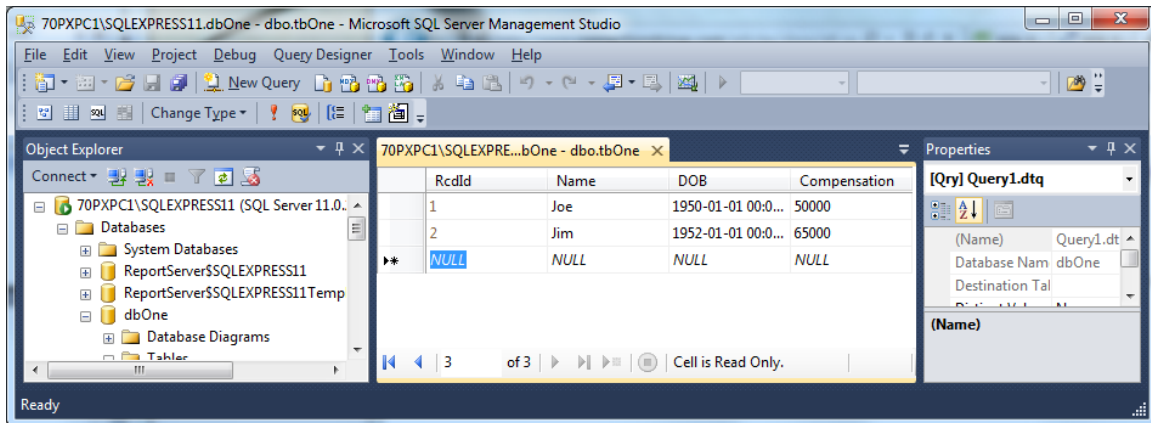 70PXPC1\SQLEXPRESS11.dbOne - dbo.tbOne - Microsoft SQL Server Management Studio
File Edit View Project Debug Query Designer Tools Window Help
New Query
Change Type
Object Explorer
Connect
70PXPC1\SQLEXPRESS11 (SQL Server 11.0.
Databases
System Databases
ReportServer$SQLEXPRESS11
ReportServer$SQLEXPRESS11Temp
dbOne
Database Diagrams
Tables
70PXPC1\SQLEXPRE...bOne - dbo.tbOne
RcdId Name DOB Compensation
1 Joe 1950-01-01 00:0... 50000
2 Jim 1952-01-01 00:0... 65000
NULL NULL NULL NULL
3 of 3 Cell is Read Only.
Properties
[Qry] Query1.dtq
(Name) Query1.dt
Database Nam dbOne
Destination Tal
(Name)
Ready